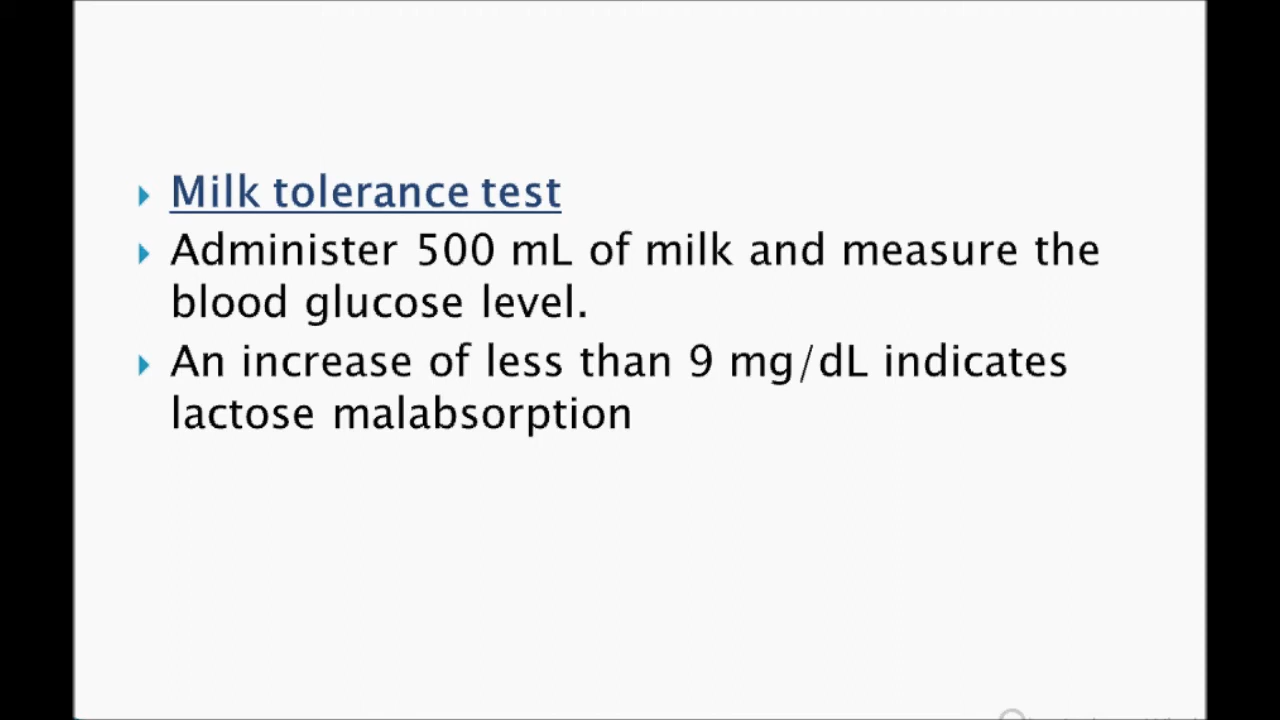 Milk tolerance test
Administer 500 mL of milk and measure the
blood glucose level.
An increase of less than 9 mg/dL indicates
lactose malabsorption